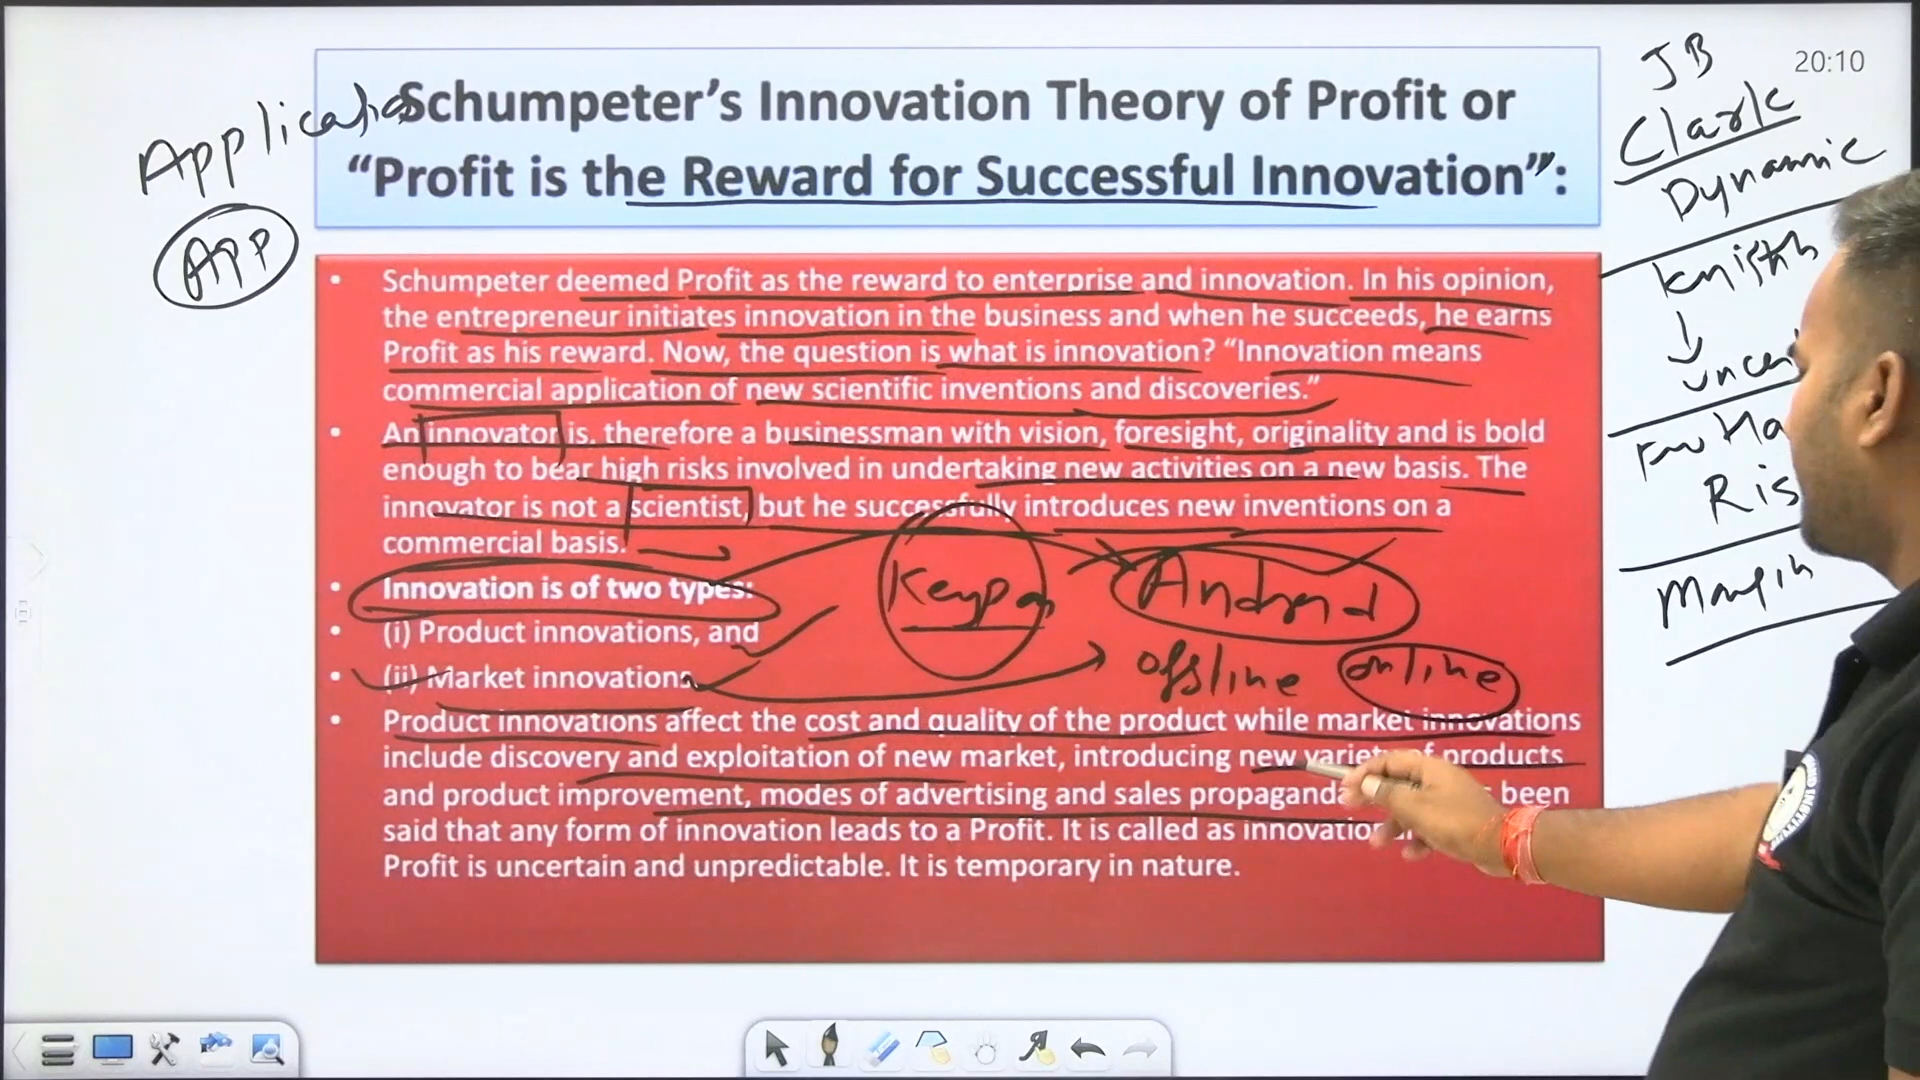 20:10
Schumpeter’s Innovation Theory of Profit or
“Profit is the Reward for Successful Innovation”:
App
JB
Clark
Dynamic
• Schumpeter deemed Profit as the reward to enterprise and innovation. In his opinion,
the entrepreneur initiates innovation in the business and when he succeeds, he earns
Profit as his reward. Now, the question is what is innovation? “Innovation means
commercial application of new scientific inventions and discoveries.”
• An innovator is. therefore a businessman with vision, foresight, originality and is bold
enough to bear high risks involved in undertaking new activities on a new basis. The
innovator is not a scientist, but he successfully introduces new inventions on a
commercial basis.
• Innovation is of two types:
• (i) Product innovations, and
• (ii) Market innovations
• Product innovations affect the cost and quality of the product while market innovations
include discovery and exploitation of new market, introducing new variety of products
and product improvement, modes of advertising and sales propaganda been
said that any form of innovation leads to a Profit. It is called as
Profit is uncertain and unpredictable. It is temporary in nature.
Android
offline online